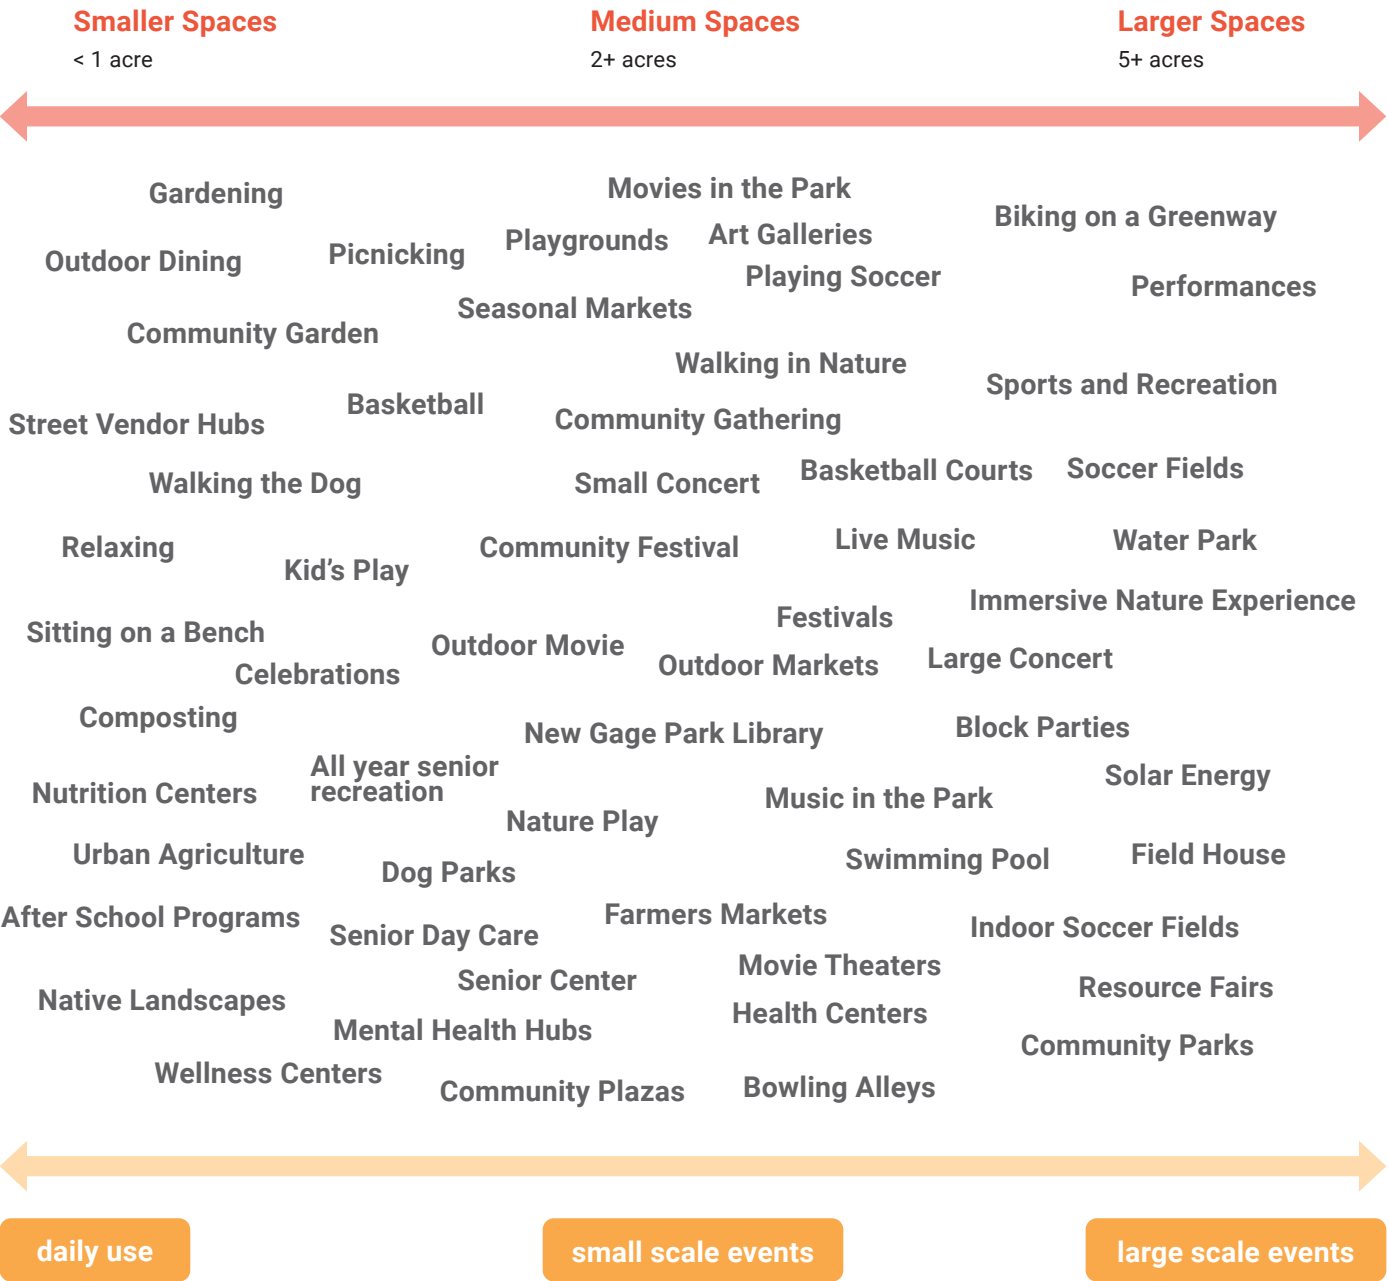 Smaller Spaces
< 1 acre
Medium Spaces
2+ acres
Larger Spaces
5+ acres
Gardening
Movies in the Park
Biking on a Greenway
Outdoor Dining
Picnicking
Playgrounds
Art Galleries
Playing Soccer
Performances
Seasonal Markets
Community Garden
Walking in Nature
Sports and Recreation
Street Vendor Hubs
Basketball
Community Gathering
Walking the Dog
Small Concert
Basketball Courts
Soccer Fields
Relaxing
Kid’s Play
Community Festival
Live Music
Water Park
Immersive Nature Experience
Sitting on a Bench
Festivals
Outdoor Movie
Celebrations
Outdoor Markets
Large Concert
Composting
New Gage Park Library
Block Parties
All year senior
recreation
Nutrition Centers
Solar Energy
Music in the Park
Nature Play
Urban Agriculture
Dog Parks
Swimming Pool
Field House
After School Programs
Farmers Markets
Senior Day Care
Indoor Soccer Fields
Senior Center
Movie Theaters
Resource Fairs
Native Landscapes
Health Centers
Mental Health Hubs
Community Parks
Wellness Centers
Community Plazas
Bowling Alleys
daily use
small scale events
large scale events